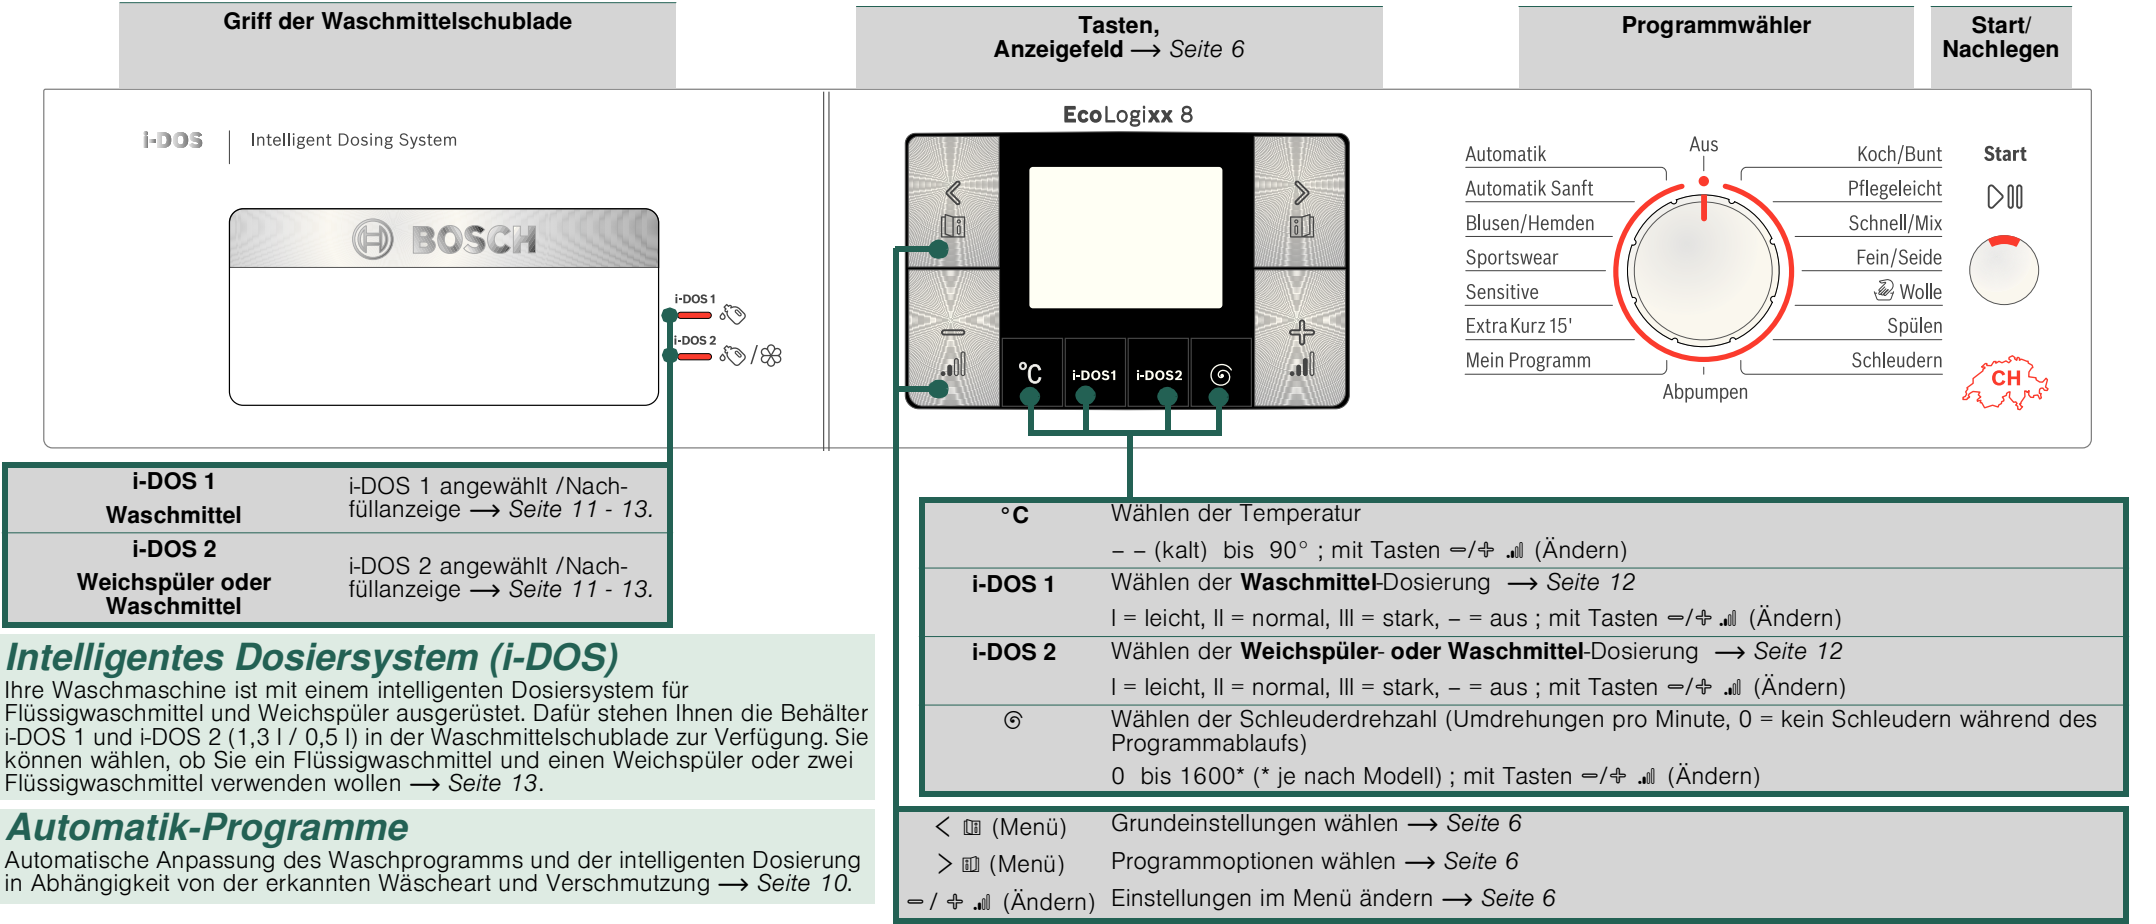 Griff der Waschmittelschublade
Tasten,
Anzeigefeld ⟶ Seite 6
Programmwähler
Start/
Nachlegen
i-DOS | Intelligent Dosing System
BOSCH
i-DOS 1
i-DOS 2
/
EcoLogixx 8
°C
i-DOS1
i-DOS2
Aus
Automatik
Automatik Sanft
Blusen/Hemden
Sportswear
Sensitive
Extra Kurz 15'
Mein Programm
Abpumpen
Koch/Bunt
Pflegeleicht
Schnell/Mix
Fein/Seide
Wolle
Spülen
Schleudern
Start
CH
i-DOS 1
Waschmittel
i-DOS 1 angewählt /Nach-
füllanzeige ⟶ Seite 11 - 13.
i-DOS 2
Weichspüler oder
Waschmittel
i-DOS 2 angewählt /Nach-
füllanzeige ⟶ Seite 11 - 13.
Intelligentes Dosiersystem (i-DOS)
Ihre Waschmaschine ist mit einem intelligenten Dosiersystem für
Flüssigwaschmittel und Weichspüler ausgerüstet. Dafür stehen Ihnen die Behälter
i-DOS 1 und i-DOS 2 (1,3 l / 0,5 l) in der Waschmittelschublade zur Verfügung. Sie
können wählen, ob Sie ein Flüssigwaschmittel und einen Weichspüler oder zwei
Flüssigwaschmittel verwenden wollen ⟶ Seite 13.
Automatik-Programme
Automatische Anpassung des Waschprogramms und der intelligenten Dosierung
in Abhängigkeit von der erkannten Wäscheart und Verschmutzung ⟶ Seite 10.
°C Wählen der Temperatur
– – (kalt) bis 90° ; mit Tasten −/+ (Ändern)
i-DOS 1 Wählen der Waschmittel-Dosierung ⟶ Seite 12
I = leicht, II = normal, III = stark, – = aus ; mit Tasten −/+ (Ändern)
i-DOS 2 Wählen der Weichspüler- oder Waschmittel-Dosierung ⟶ Seite 12
I = leicht, II = normal, III = stark, – = aus ; mit Tasten −/+ (Ändern)
Wählen der Schleuderdrehzahl (Umdrehungen pro Minute, 0 = kein Schleudern während des
Programmablaufs)
0 bis 1600* (* je nach Modell) ; mit Tasten −/+ (Ändern)
< (Menü) Grundeinstellungen wählen ⟶ Seite 6
> (Menü) Programmoptionen wählen ⟶ Seite 6
− / + (Ändern) Einstellungen im Menü ändern ⟶ Seite 6